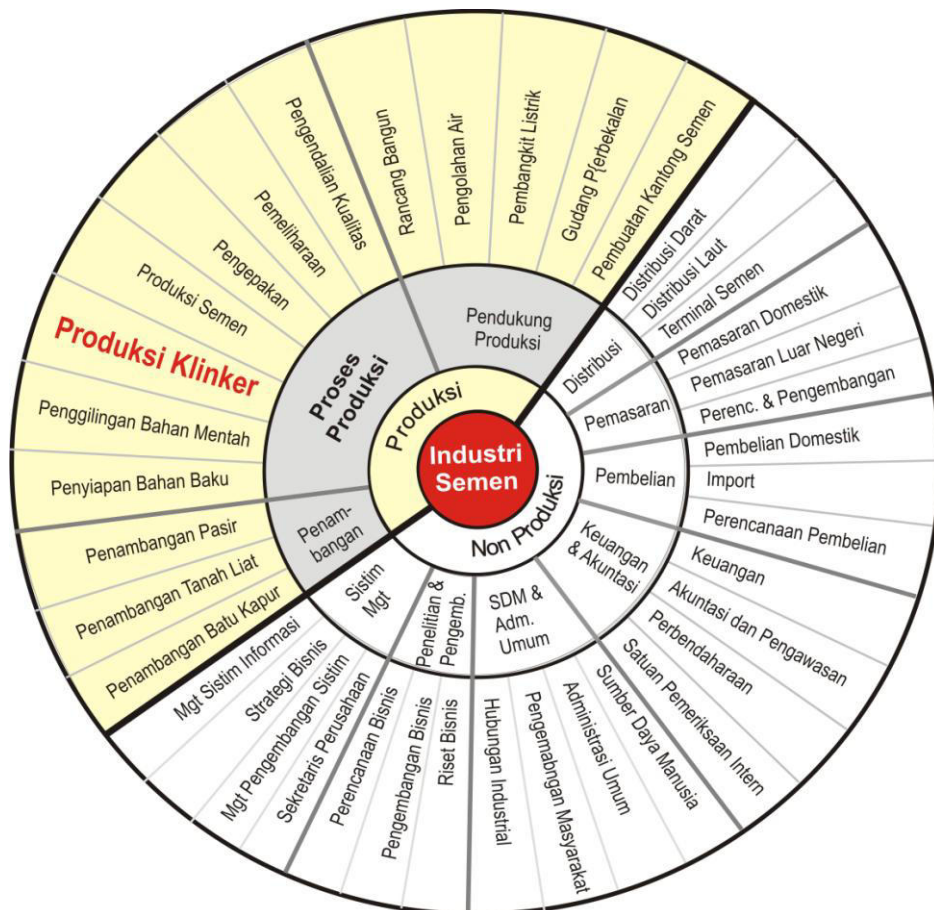 Industri
Semen
Produksi
Non Produksi
Proses
Produksi
Pendukung
Produksi
Distribusi
Pemasaran
Pembelian
Keuangan
& Akuntasi
SDM &
Adm.
Umum
Penelitian &
Pengemb.
Sistim
Mgt
Penam-
bangan
Penambangan Batu Kapur
Penambangan Tanah Liat
Penambangan Pasir
Penyiapan Bahan Baku
Penggilingan Bahan Mentah
Produksi Klinker
Produksi Semen
Pengepakan
Pemeliharaan
Pengendalian Kualitas
Rancang Bangun
Pengolahan Air
Pembangkit Listrik
Gudang P{erbekalan
Pembuatan Kantong Semen
Distribusi Darat
Distribusi Laut
Terminal Semen
Pemasaran Domestik
Pemasaran Luar Negeri
Perenc. & Pengembangan
Pembelian Domestik
Import
Perencanaan Pembelian
Keuangan
Akuntasi dan Pengawasan
Perbendaharaan
Satuan Pemeriksaan Intern
Sumber Daya Manusia
Administrasi Umum
Pengemabngan Masyarakat
Hubungan Industrial
Riset Bisnis
Pengembangan Bisnis
Perencanaan Bisnis
Sekretaris Perusahaan
Mgt Pengembangan Sistim
Strategi Bisnis
Mgt Sistim Informasi